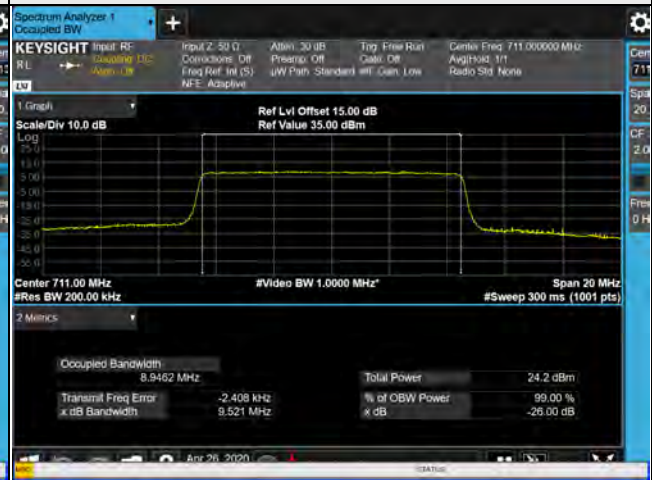 Spectrum Analyzer 1
Occupied BW
+
KEYSIGHT Input: RF Input Z: 50 Ω Atten: 30 dB Trig: Free Run Center Freq: 711.000000 MHz
RL Coupling: DC Corrections: Off Preamp: Off Gate: Off Avg|Hold: 1/1
Align: Off Freq Ref: Int (S) µW Path: Standard #IF Gain: Low Radio Std: None
LW NFE: Adaptive
1 Graph
Scale/Div 10.0 dB
Ref Lvl Offset 15.00 dB
Ref Value 35.00 dBm
Log
25.0
15.0
5.00
-5.00
-15.0
-25.0
-35.0
-45.0
-55.0
Center 711.00 MHz #Video BW 1.0000 MHz* Span 20 MHz
#Res BW 200.00 kHz #Sweep 300 ms (1001 pts)
2 Metrics
Occupied Bandwidth
8.9462 MHz
Total Power 24.2 dBm
Transmit Freq Error -2.408 kHz % of OBW Power 99.00 %
x dB Bandwidth 9.521 MHz x dB -26.00 dB
Apr 26, 2020
MSG STATUS